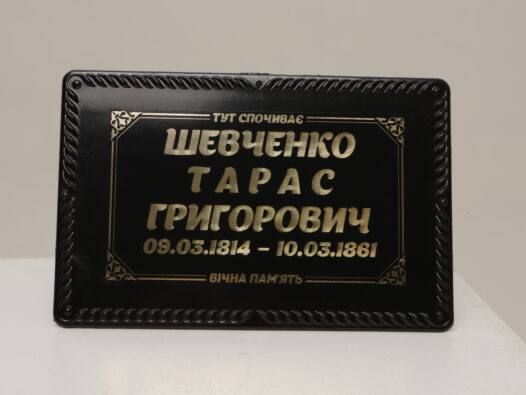 ТУТ СПОЧИВАЄ
ШЕВЧЕНКО
ТАРАС
ГРИГОРОВИЧ
09.03.1814 – 10.03.1861
ВІЧНА ПАМ'ЯТЬ